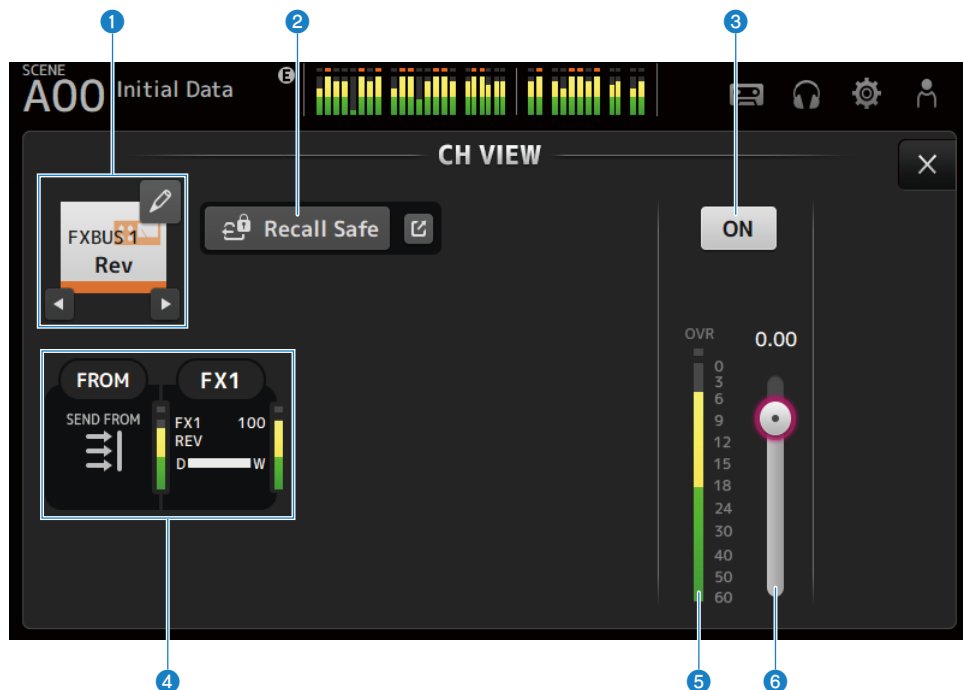 1
2
3
SCENE
A00
Initial Data
E
CH VIEW
FXBUS 1
Rev
Recall Safe
ON
OVR
0.00
0
3
6
9
12
15
18
24
30
40
50
60
FROM
FX1
SEND FROM
FX1 100
REV
D W
4
5
6